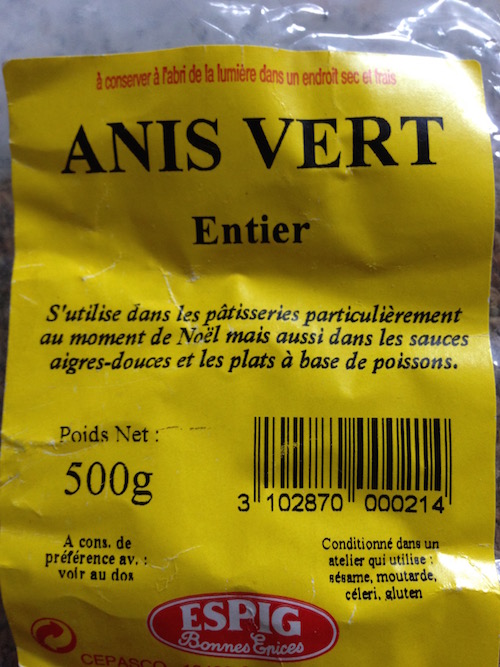 à conserver à l'abri de la lumière dans un endroit sec et frais
ANIS VERT
Entier
S'utilise dans les pâtisseries particulièrement
au moment de Noël mais aussi dans les sauces
aigres-douces et les plats à base de poissons.
Poids Net :
500g
3 102870 000214
A cons. de
préférence av. :
voir au dos
Conditionné dans un
atelier qui utilise :
sésame, moutarde,
céleri, gluten
ESPIG
Bonnes Epices
CEPASCO